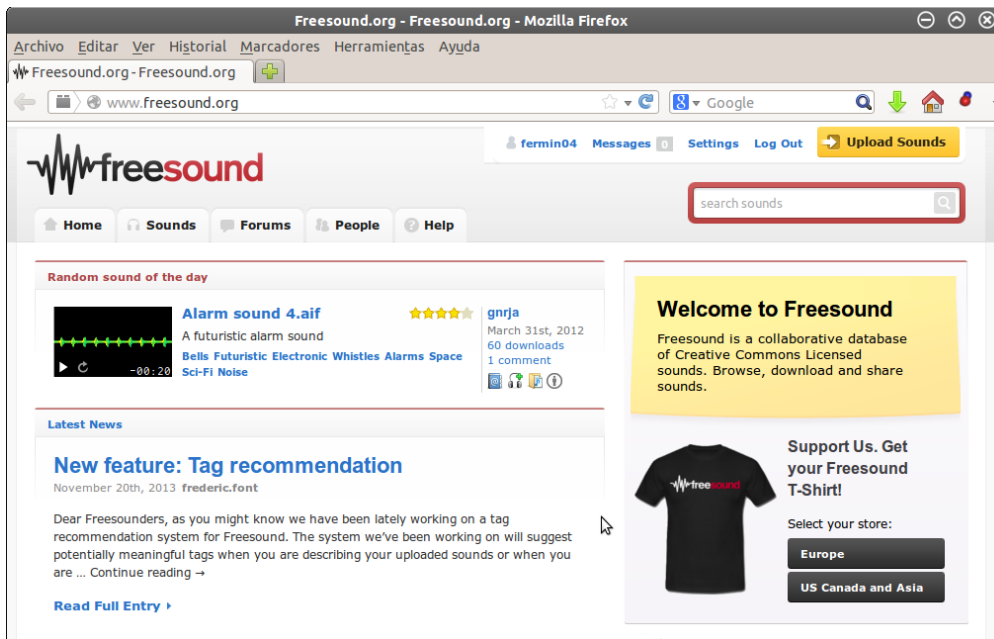 Freesound.org - Freesound.org - Mozilla Firefox
Archivo Editar Ver Historial Marcadores Herramientas Ayuda
Freesound.org - Freesound.org
www.freesound.org
8 Google
freesound
fermin04 Messages 0 Settings Log Out Upload Sounds
search sounds
Home Sounds Forums People Help
Random sound of the day
Alarm sound 4.aif
A futuristic alarm sound
Bells Futuristic Electronic Whistles Alarms Space
Sci-Fi Noise
-00:20
gnrja
March 31st, 2012
60 downloads
1 comment
Latest News
New feature: Tag recommendation
November 20th, 2013 frederic.font
Dear Freesounders, as you might know we have been lately working on a tag
recommendation system for Freesound. The system we've been working on will suggest
potentially meaningful tags when you are describing your uploaded sounds or when you
are ... Continue reading →
Read Full Entry
Welcome to Freesound
Freesound is a collaborative database
of Creative Commons Licensed
sounds. Browse, download and share
sounds.
freesound
Support Us. Get
your Freesound
T-Shirt!
Select your store:
Europe
US Canada and Asia